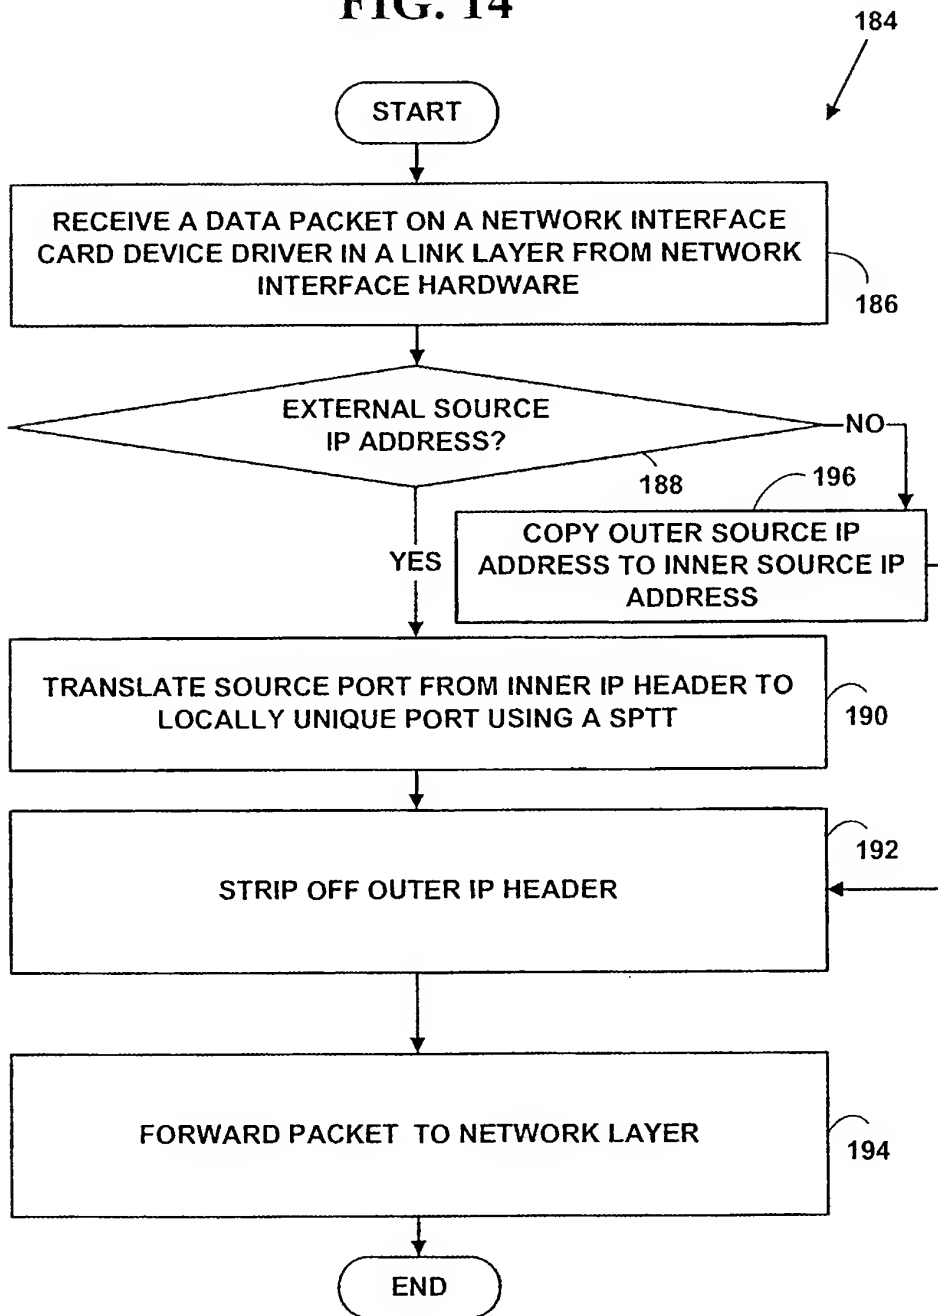 FIG. 14
184
START
RECEIVE A DATA PACKET ON A NETWORK INTERFACE
CARD DEVICE DRIVER IN A LINK LAYER FROM NETWORK
INTERFACE HARDWARE
186
EXTERNAL SOURCE
IP ADDRESS?
NO
188
196
COPY OUTER SOURCE IP
ADDRESS TO INNER SOURCE IP
ADDRESS
YES
TRANSLATE SOURCE PORT FROM INNER IP HEADER TO
LOCALLY UNIQUE PORT USING A SPTT
190
192
STRIP OFF OUTER IP HEADER
FORWARD PACKET TO NETWORK LAYER
194
END